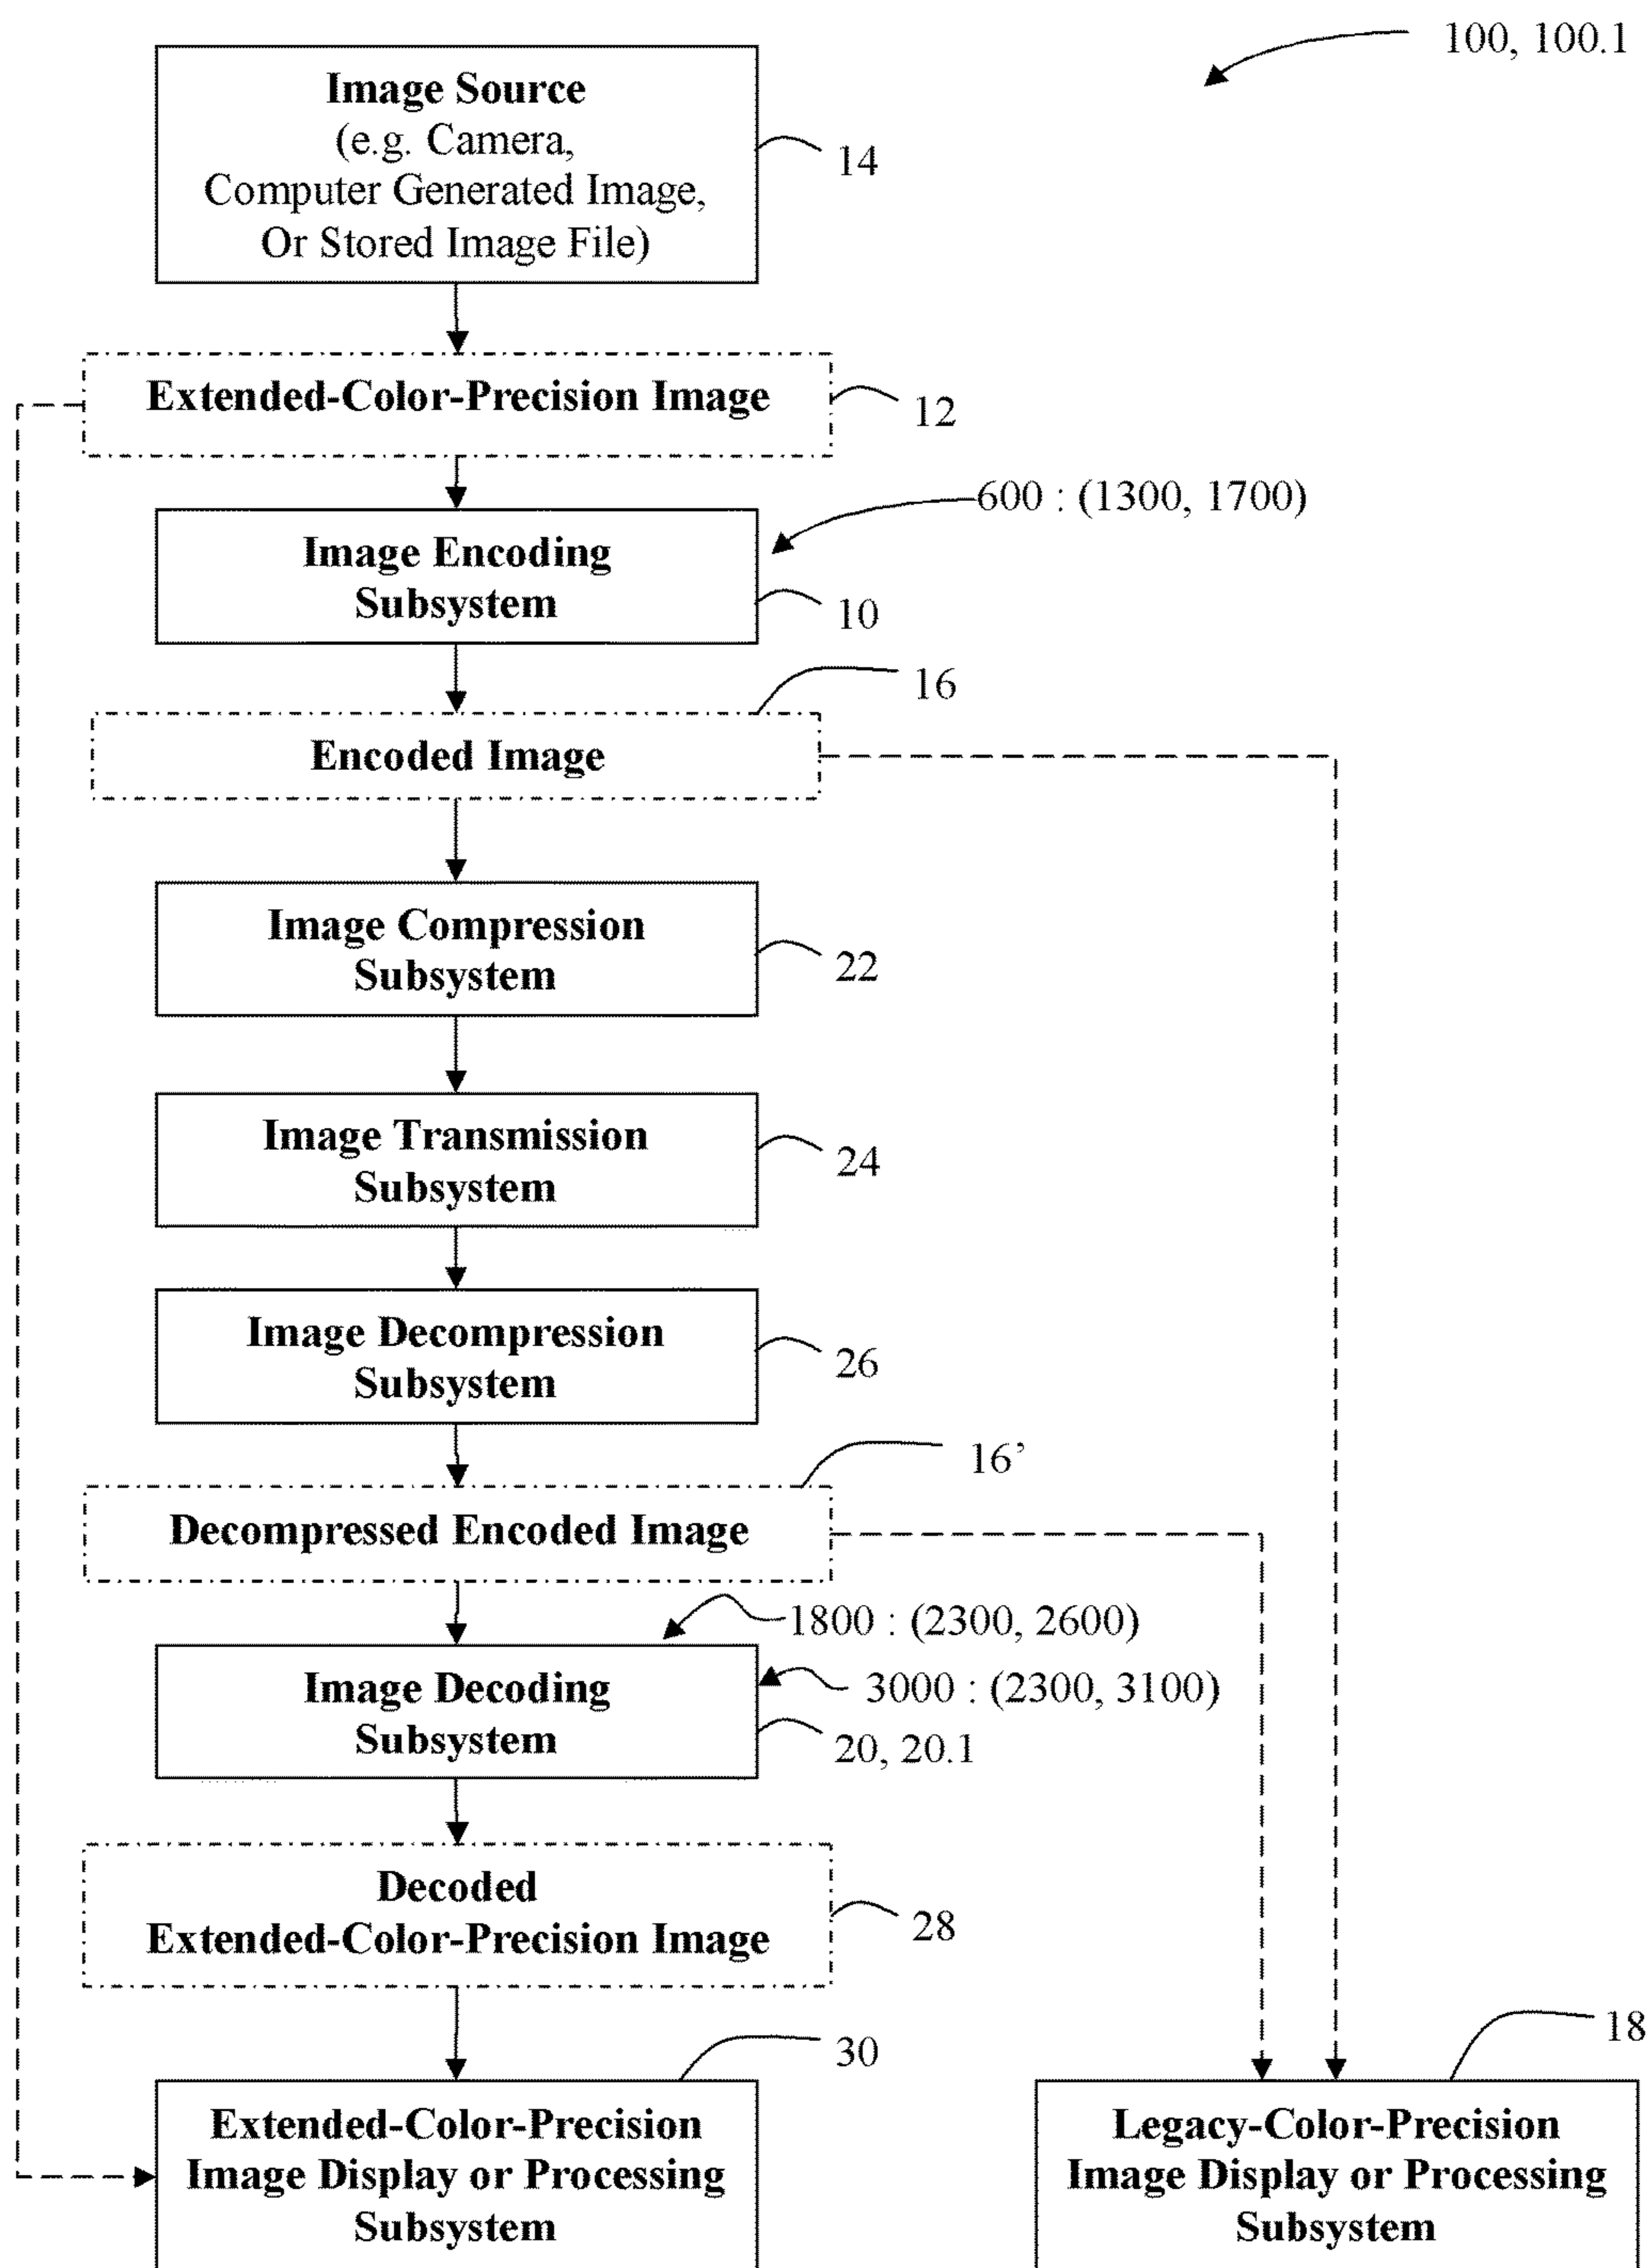 100, 100.1
Image Source
(e.g. Camera,
Computer Generated Image,
Or Stored Image File)
14
Extended-Color-Precision Image
12
600 : (1300, 1700)
Image Encoding
Subsystem
10
16
Encoded Image
Image Compression
Subsystem
22
Image Transmission
Subsystem
24
Image Decompression
Subsystem
26
16’
Decompressed Encoded Image
1800 : (2300, 2600)
Image Decoding
Subsystem
3000 : (2300, 3100)
20, 20.1
Decoded
Extended-Color-Precision Image
28
30
Extended-Color-Precision
Image Display or Processing
Subsystem
18
Legacy-Color-Precision
Image Display or Processing
Subsystem